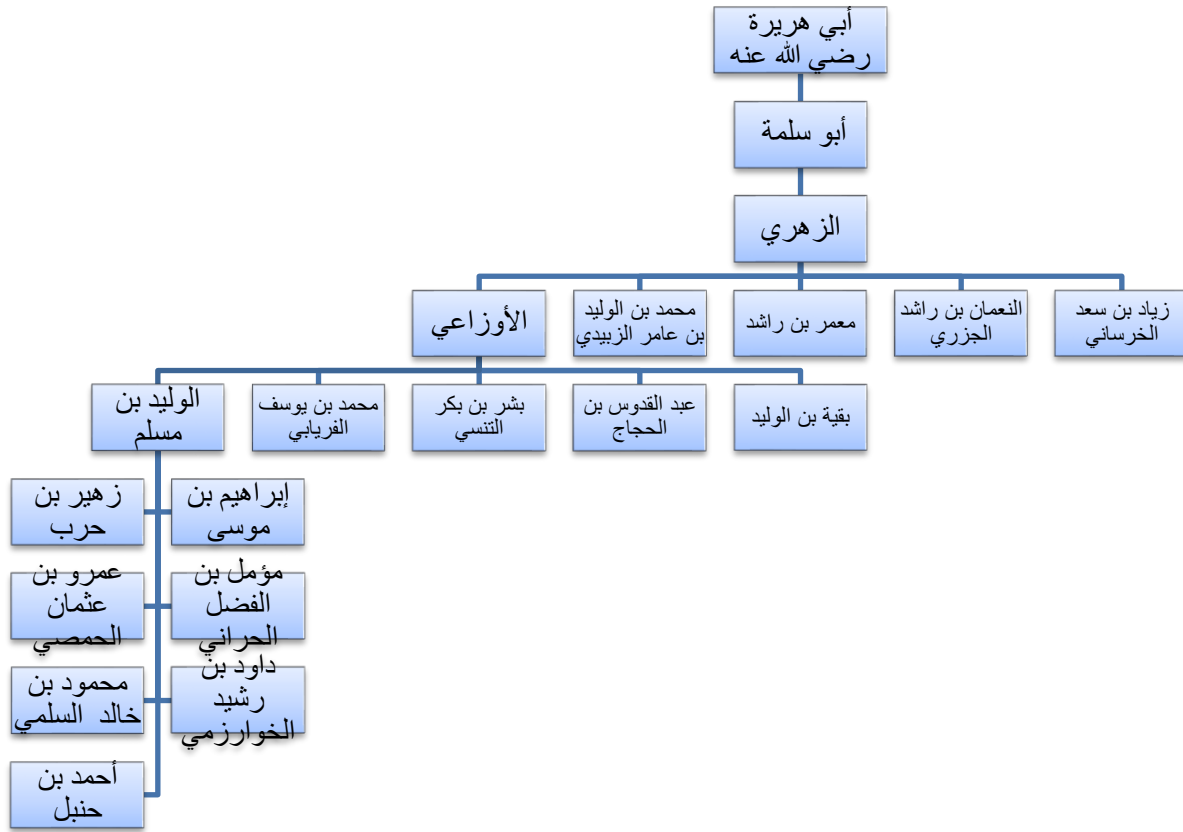 أبي هريرة
رضي الله عنه
أبو سلمة
الزهري
زياد بن سعد
الخرساني
النعمان بن راشد
الجزري
معمر بن راشد
محمد بن الوليد
بن عامر الزبيدي
الأوزاعي
بقية بن الوليد
عبد القدوس بن
الحجاج
بشر بن بكر
التنسي
محمد بن يوسف
الفريابي
الوليد بن
مسلم
إبراهيم بن
موسى
زهير بن
حرب
مؤمل بن
الفضل
الحراني
عمرو بن
عثمان
الحمصي
داود بن
رشيد
الخوارزمي
محمود بن
خالد السلمي
أحمد بن
حنبل